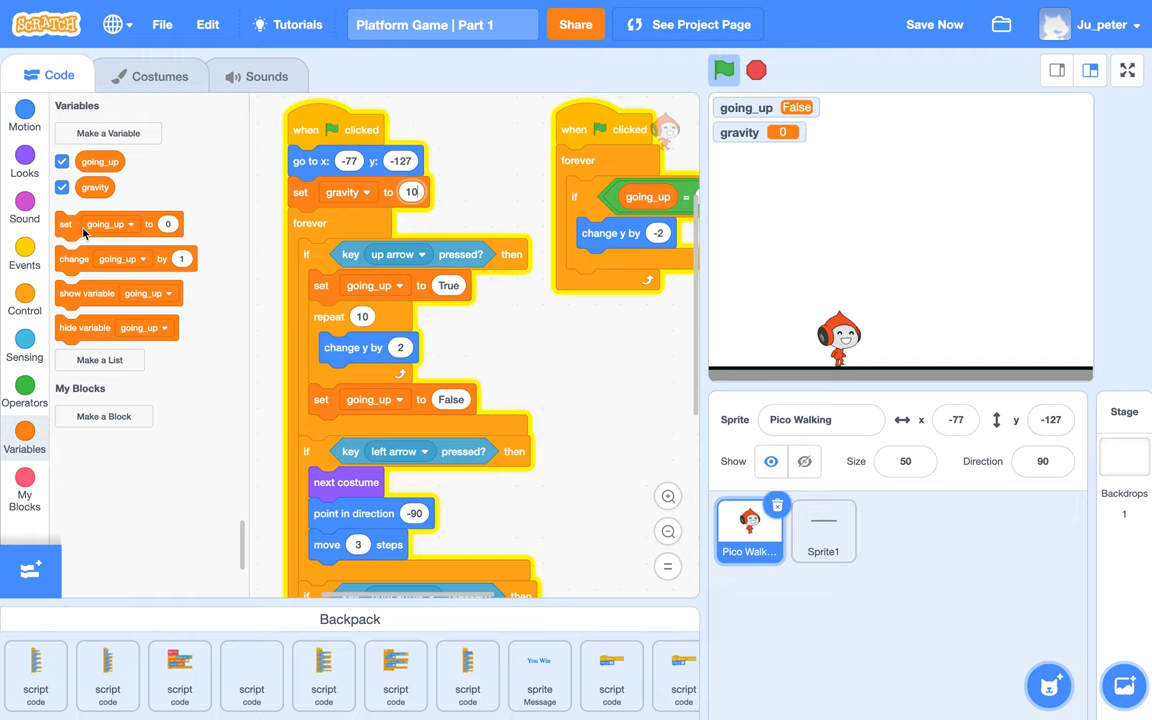 SCRATCH File Edit Tutorials Platform Game | Part 1 Share See Project Page Save Now Ju_peter
Code Costumes Sounds
Motion
Looks
Sound
Events
Control
Sensing
Operators
Variables
My
Blocks
Variables
Make a Variable
going_up
gravity
set going_up to 0
change going_up by 1
show variable going_up
hide variable going_up
Make a List
My Blocks
Make a Block
when clicked
go to x: -77 y: -127
set gravity to 10
forever
if key up arrow pressed? then
set going_up to True
repeat 10
change y by 2
set going_up to False
if key left arrow pressed? then
next costume
point in direction -90
move 3 steps
if then
when clicked
forever
if going_up =
change y by -2
going_up False
gravity 0
Sprite Pico Walking x -77 y -127
Show Size 50 Direction 90
Pico Walk... Sprite1
Stage
Backdrops
1
Backpack
script script script script script script script sprite script script
code code code code code code code Message code code
You Win